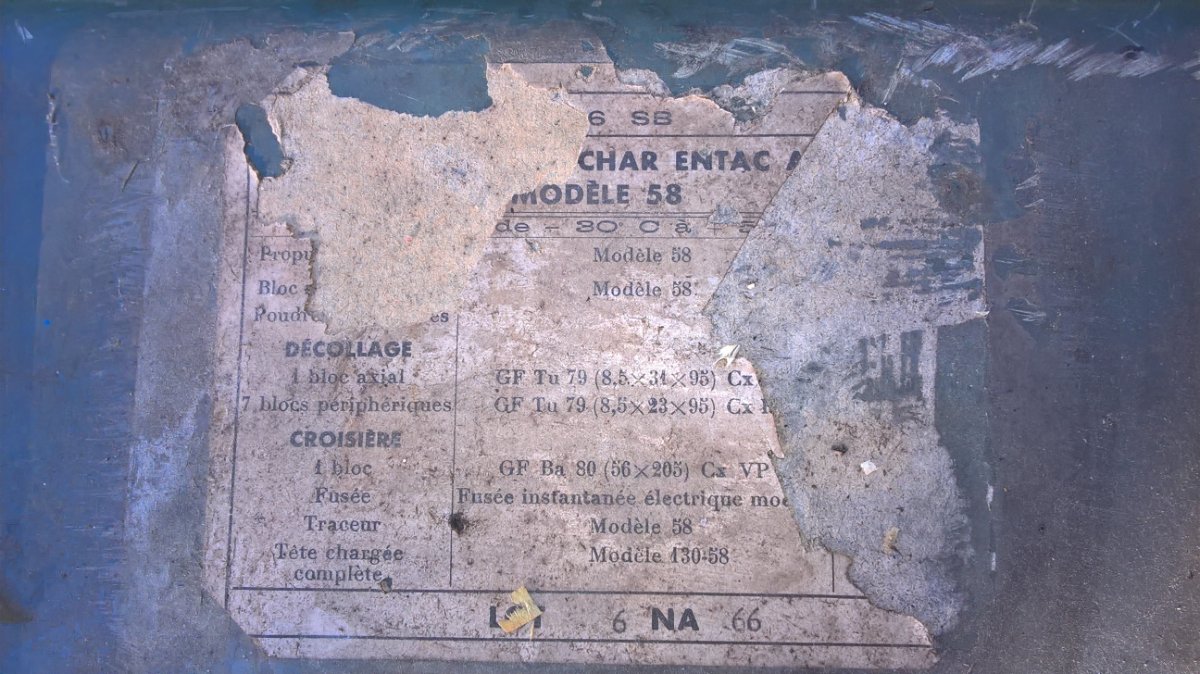 6 SB
CHAR ENTAC
MODÈLE 58
de - 30° C à +
Modèle 58
Bloc Modèle 58
DÉCOLLAGE
1 bloc axial GF Tu 79 (8,5×31×95) Cx
7 blocs périphériques GF Tu 79 (8,5×23×95) Cx
CROISIÈRE
1 bloc GF Ba 80 (56×205) Cx VP
Fusée Fusée instantanée électrique
Traceur Modèle 58
Tête chargée complète Modèle 130-58
6 NA 66